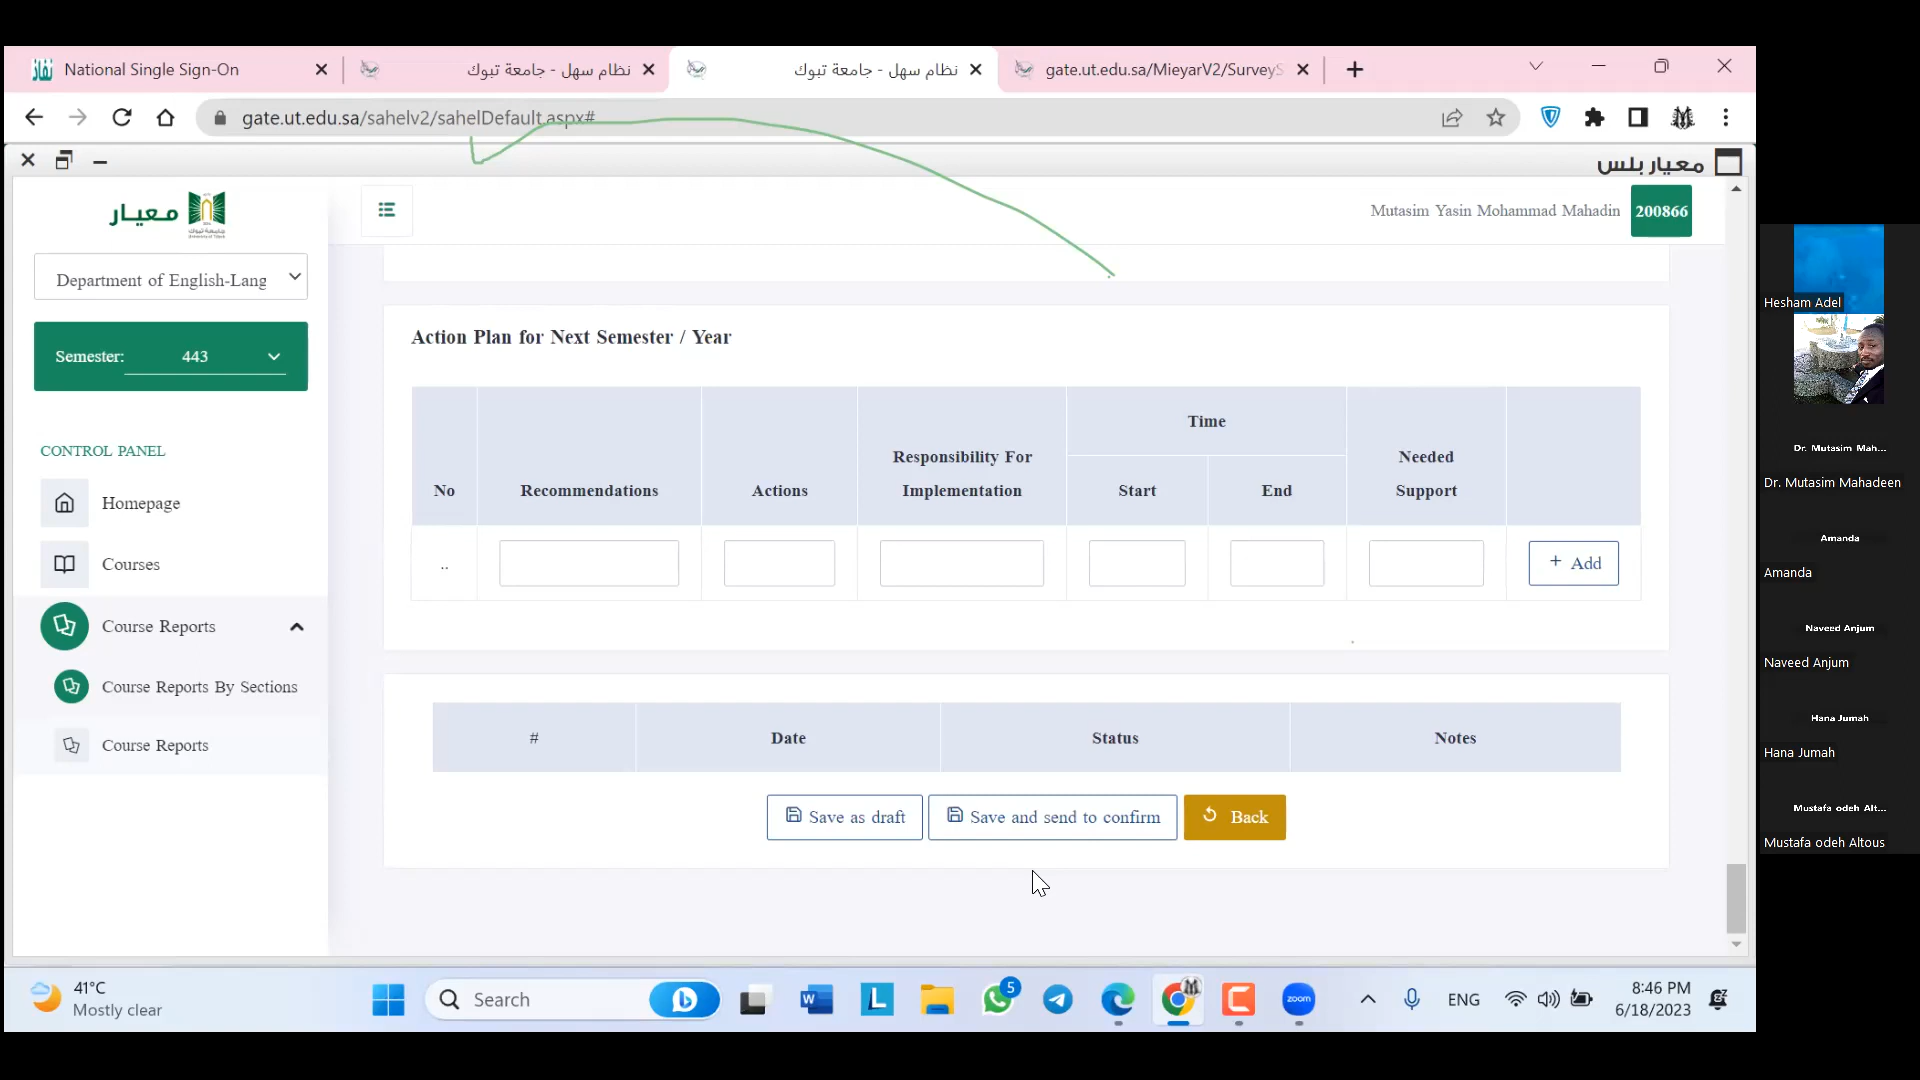 National Single Sign-On
نظام سهل - جامعة تبوك
نظام سهل - جامعة تبوك
gate.ut.edu.sa/MieyarV2/SurveyS
gate.ut.edu.sa/sahelv2/sahelDefault.aspx#
معيار بلس
معيار
Mutasim Yasin Mohammad Mahadin
200866
Department of English-Lang
Semester: 443
CONTROL PANEL
Homepage
Courses
Course Reports
Course Reports By Sections
Course Reports
Action Plan for Next Semester / Year
No
Recommendations
Actions
Responsibility For
Implementation
Time
Start
End
Needed
Support
..
+ Add
#
Date
Status
Notes
Save as draft
Save and send to confirm
Back
Hesham Adel
Dr. Mutasim Mah...
Dr. Mutasim Mahadeen
Amanda
Amanda
Naveed Anjum
Naveed Anjum
Hana Jumah
Hana Jumah
Mustafa odeh Alt...
Mustafa odeh Altous
41°C
Mostly clear
Search
5
zoom
ENG
8:46 PM
6/18/2023